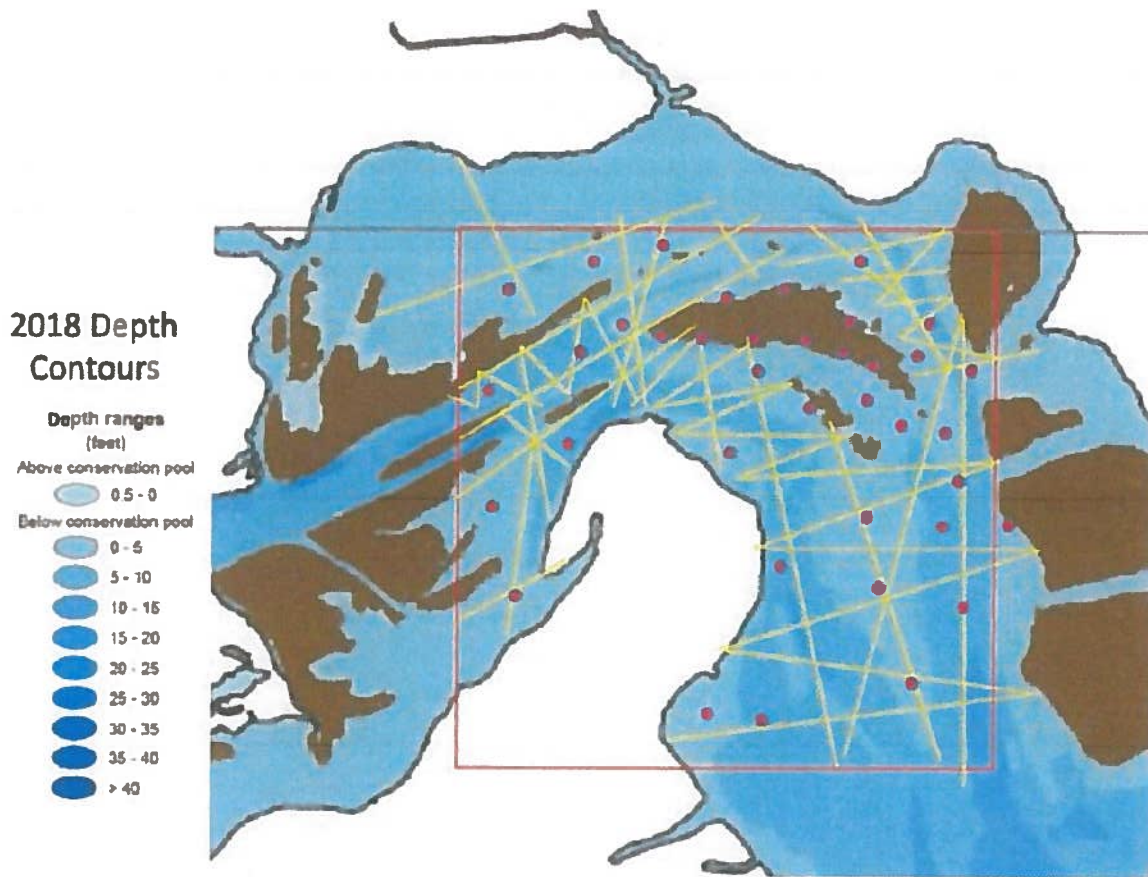 2018 Depth
Contours
Depth ranges
(feet)
Above conservation pool
0.5 - 0
Below conservation pool
0 - 5
5 - 10
10 - 15
15 - 20
20 - 25
25 - 30
30 - 35
35 - 40
> 40